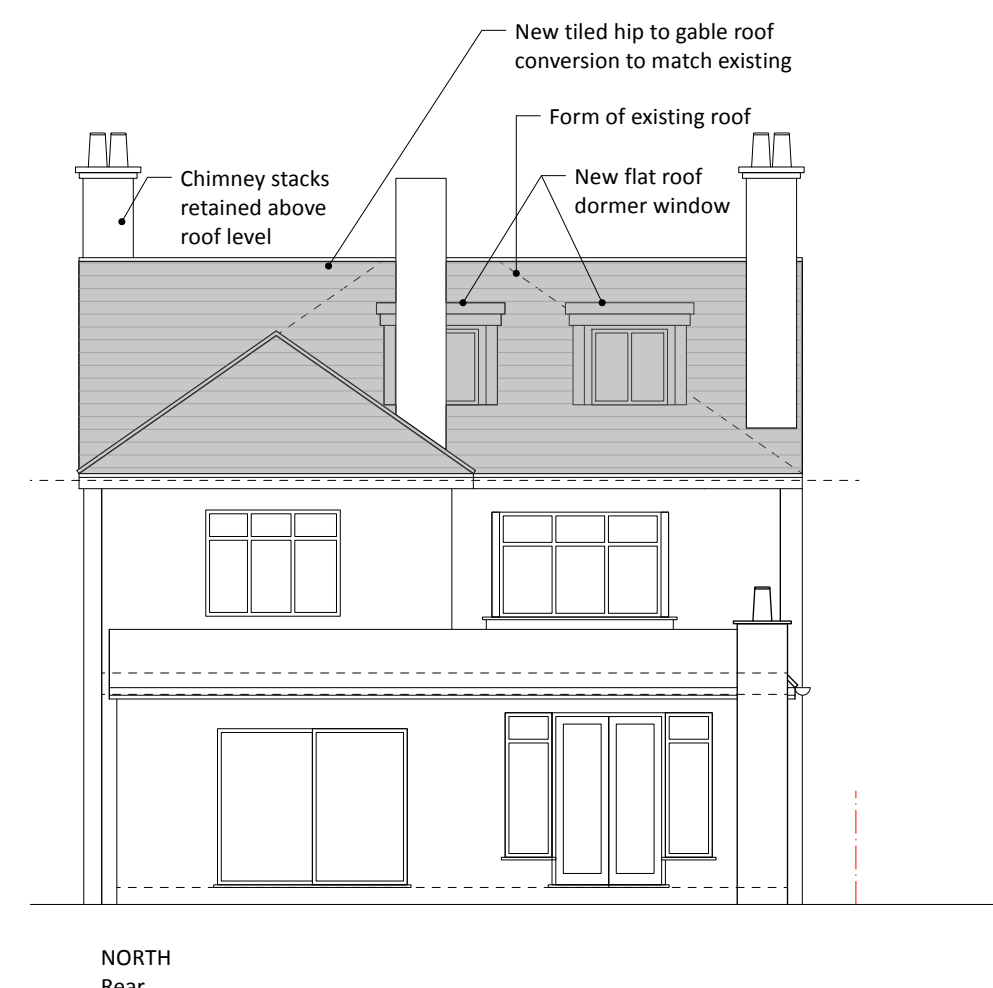 New tiled hip to gable roof
conversion to match existing
Form of existing roof
Chimney stacks
retained above
roof level
New flat roof
dormer window
NORTH
Rear